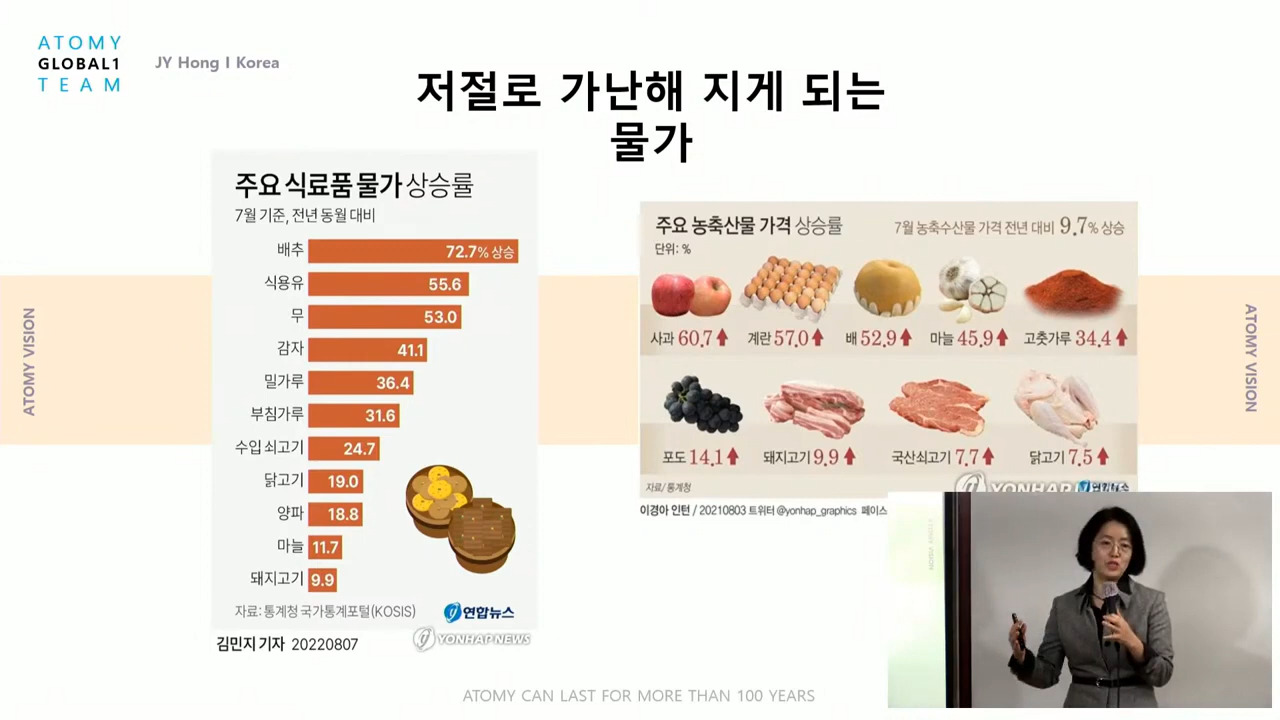 ATOMY
GLOBAL1
TEAM
JY Hong I Korea
저절로 가난해 지게 되는
물가
주요 식료품 물가 상승률
7월 기준, 전년 동월 대비
배추 72.7% 상승
식용유 55.6
무 53.0
감자 41.1
밀가루 36.4
부침가루 31.6
수입 쇠고기 24.7
닭고기 19.0
양파 18.8
마늘 11.7
돼지고기 9.9
자료: 통계청 국가통계포털(KOSIS)
연합뉴스
YONHAP NEWS
김민지 기자 20220807
주요 농축산물 가격 상승률
7월 농축수산물 가격 전년 대비 9.7% 상승
단위: %
사과 60.7 계란 57.0 배 52.9 마늘 45.9 고춧가루 34.4
포도 14.1 돼지고기 9.9 국산쇠고기 7.7 닭고기 7.5
자료/ 통계청
YONHAP
연합뉴스
이경아 인턴 / 20210803 트위터 @yonhap_graphics 페이스
ATOMY VISION
ATOMY VISION
ATOMY CAN LAST FOR MORE THAN 100 YEARS